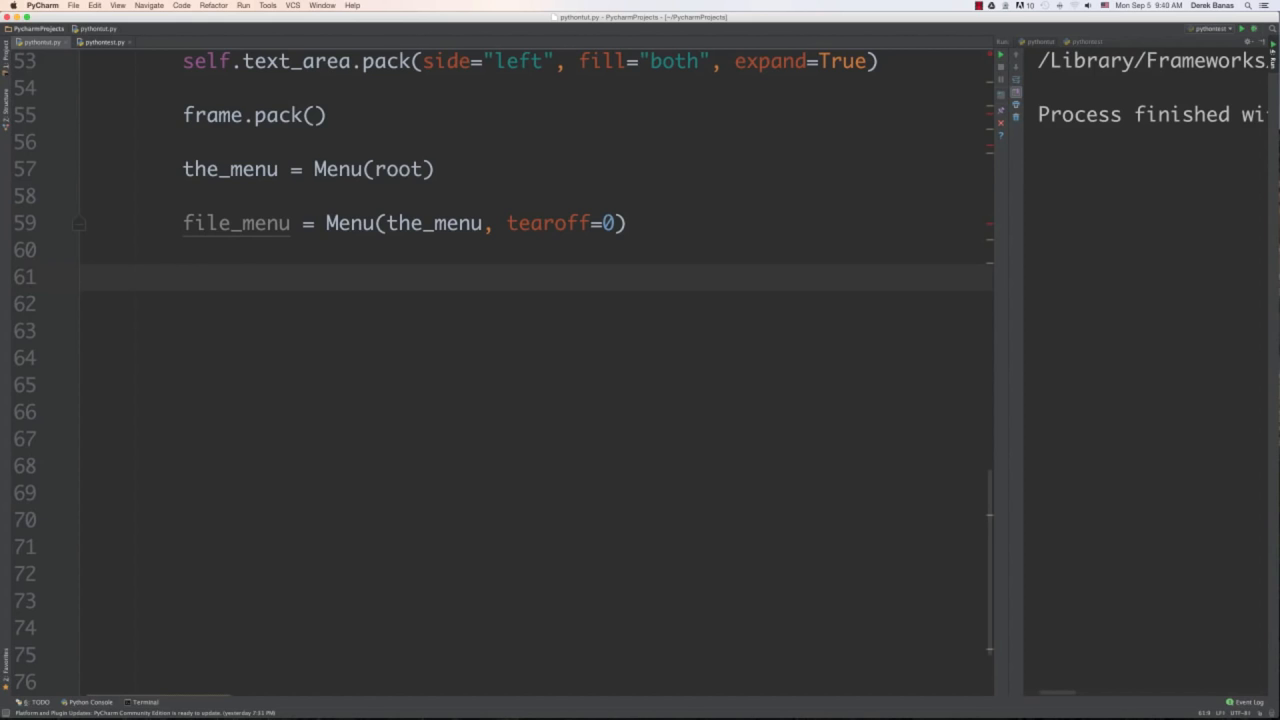 PyCharm File Edit View Navigate Code Refactor Run Tools VCS Window Help 10 Mon Sep 5 9:40 AM Derek Banas
pythontut.py - PycharmProjects - [~/PycharmProjects]
PycharmProjects pythontut.py pythontest
pythontut.py pythontest.py Run: pythontut pythontest
1: Project
Z: Structure
2: Favorites
53 self.text_area.pack(side="left", fill="both", expand=True)
54
55 frame.pack()
56
57 the_menu = Menu(root)
58
59 file_menu = Menu(the_menu, tearoff=0)
60
61
62
63
64
65
66
67
68
69
70
71
72
73
74
75
76
/Library/Frameworks
Process finished wi
6: TODO Python Console Terminal Event Log
Platform and Plugin Updates: PyCharm Community Edition is ready to update. (yesterday 7:51 PM) 61:9 LF÷ UTF-8÷